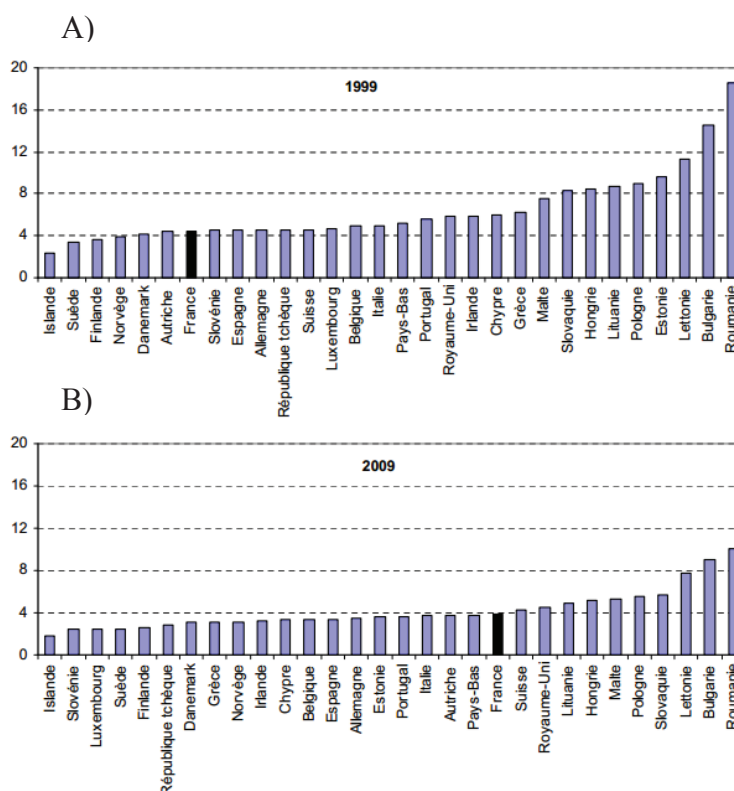 A)
1999
20
16
12
8
4
0
Islande
Suède
Finlande
Norvège
Danemark
Autriche
France
Slovénie
Espagne
Allemagne
République tchèque
Suisse
Luxembourg
Belgique
Italie
Pays-Bas
Portugal
Royaume-Uni
Irlande
Chypre
Grèce
Malte
Slovaquie
Hongrie
Lituanie
Pologne
Estonie
Lettonie
Bulgarie
Roumanie
B)
2009
20
16
12
8
4
0
Islande
Slovénie
Luxembourg
Suède
Finlande
République tchèque
Danemark
Grèce
Norvège
Irlande
Chypre
Belgique
Espagne
Allemagne
Estonie
Portugal
Italie
Autriche
Pays-Bas
France
Suisse
Royaume-Uni
Lituanie
Hongrie
Malte
Pologne
Slovaquie
Lettonie
Bulgarie
Roumanie